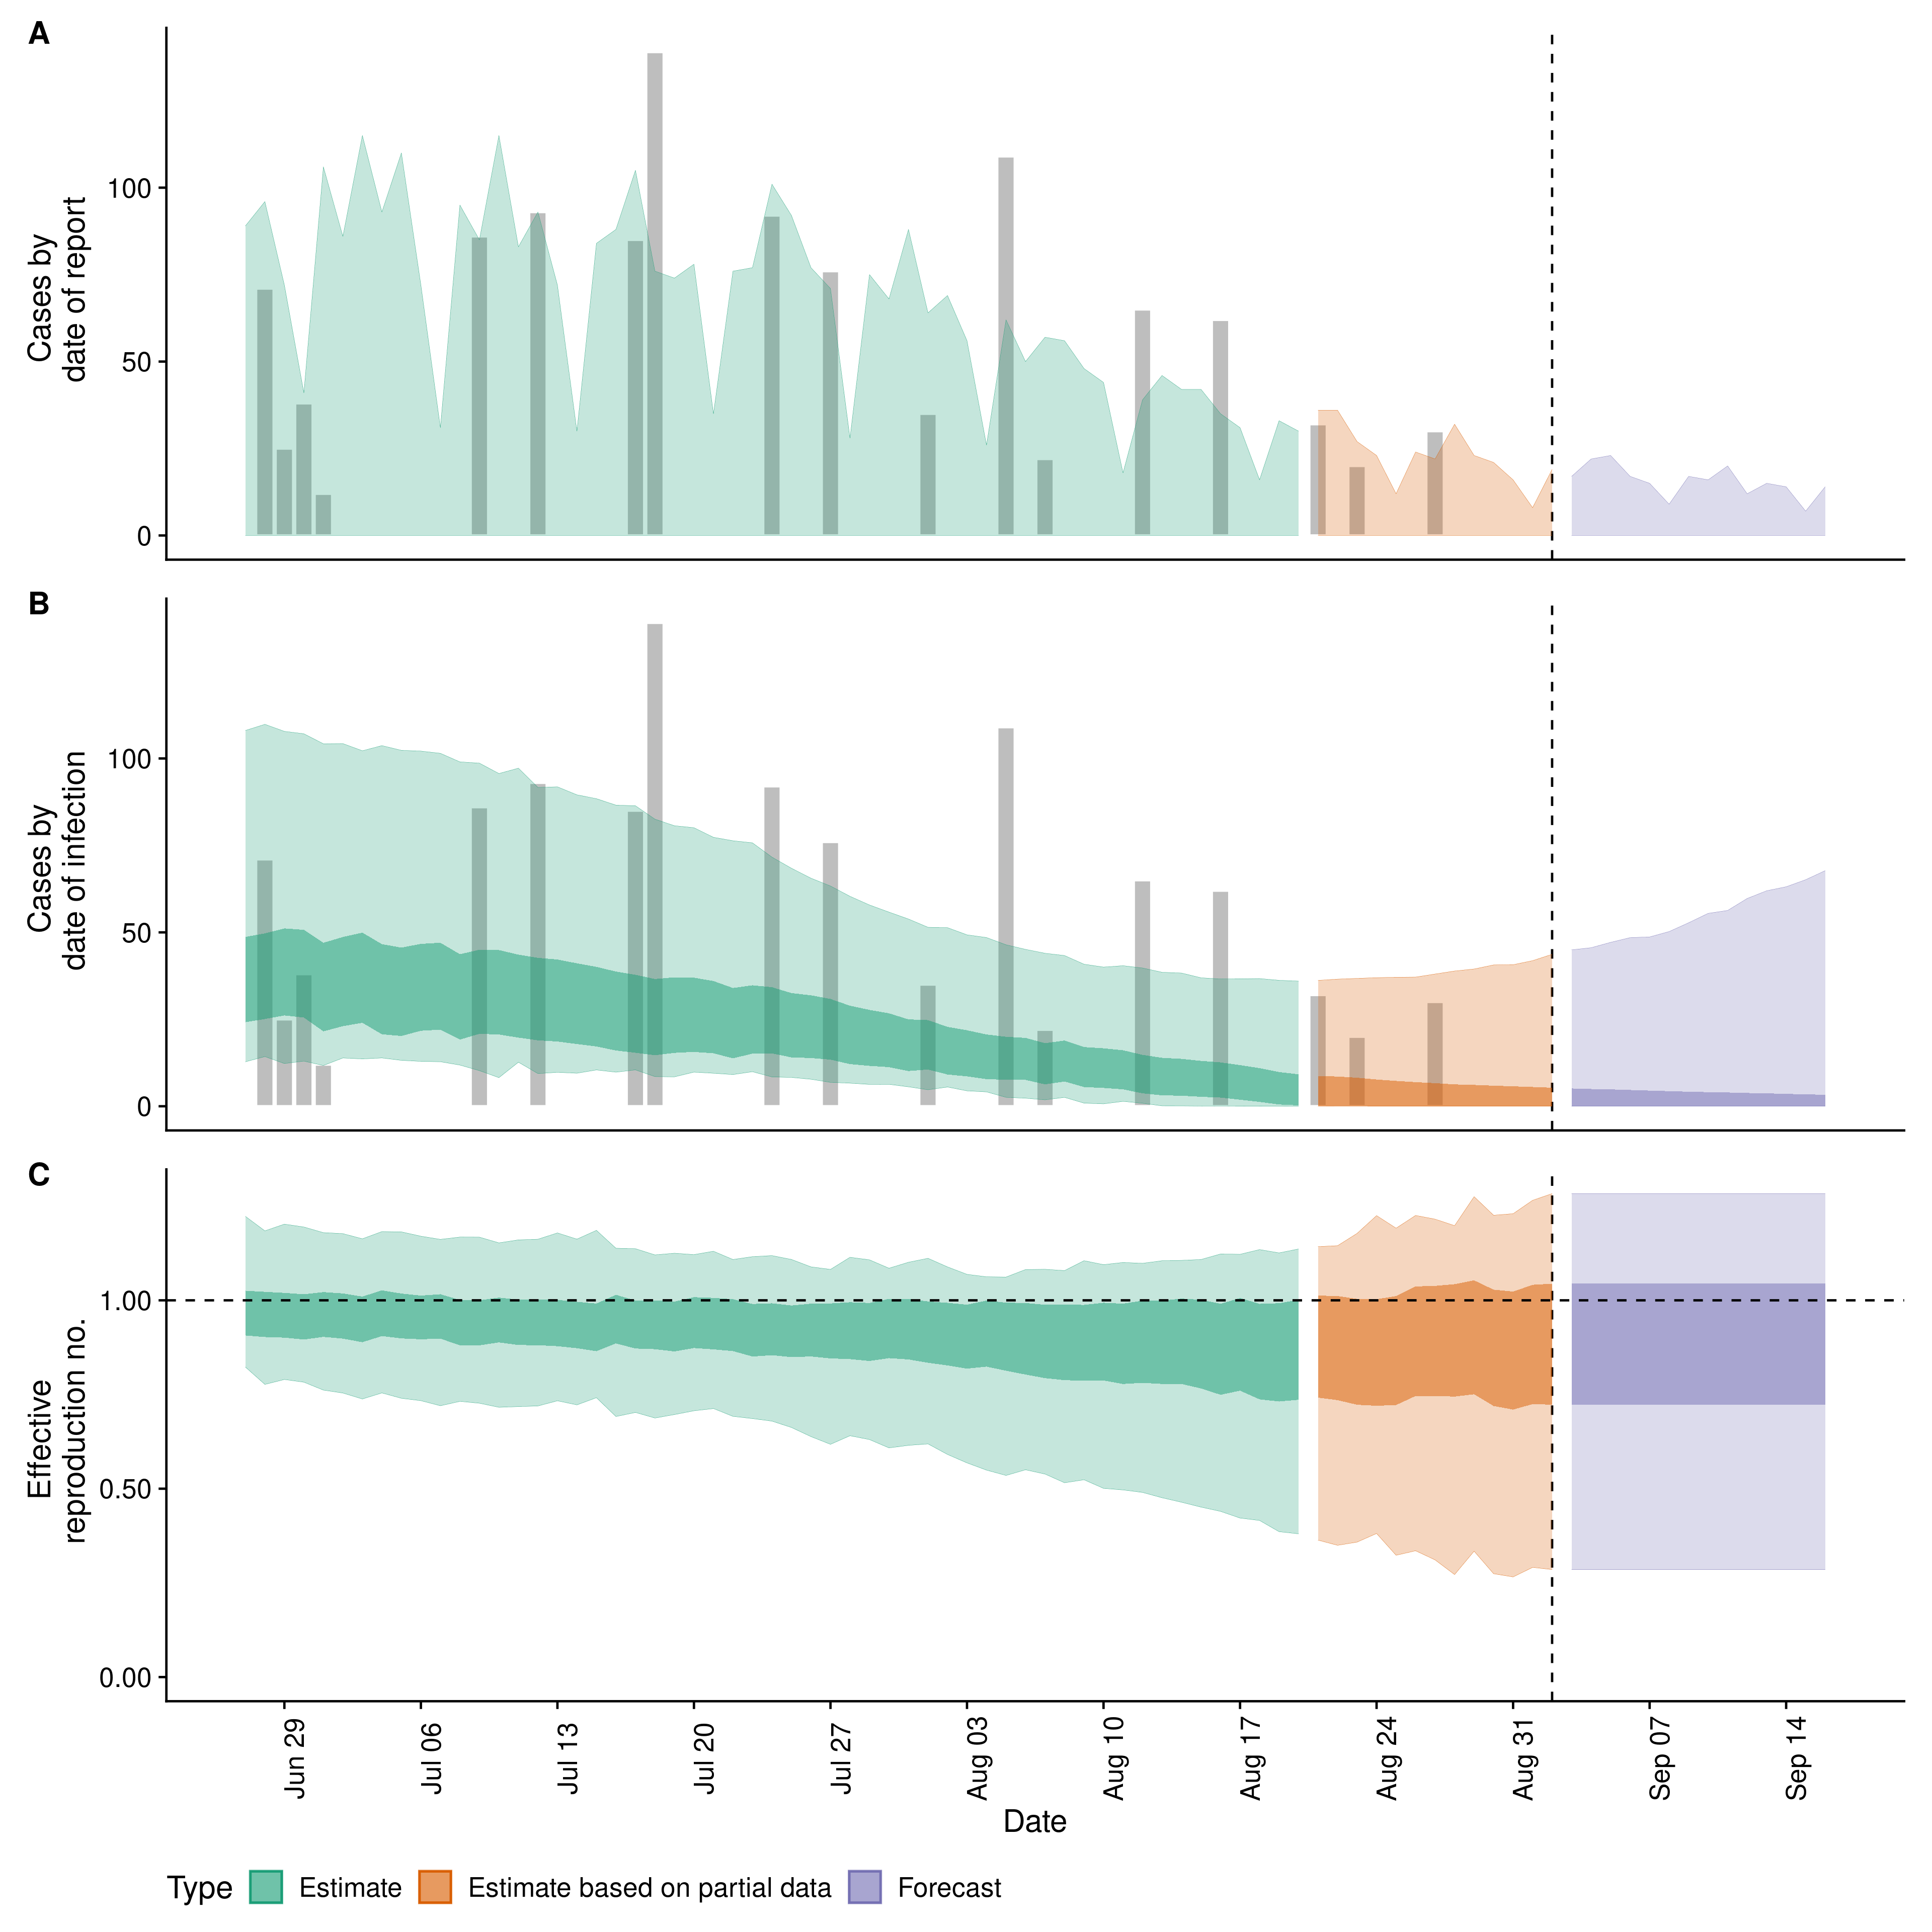 A
Cases by
date of report
100
50
0
B
Cases by
date of infection
100
50
0
C
Effective
reproduction no.
1.00
0.50
0.00
Jun 29
Jul 06
Jul 13
Jul 20
Jul 27
Aug 03
Aug 10
Aug 17
Aug 24
Aug 31
Sep 07
Sep 14
Date
Type Estimate Estimate based on partial data Forecast